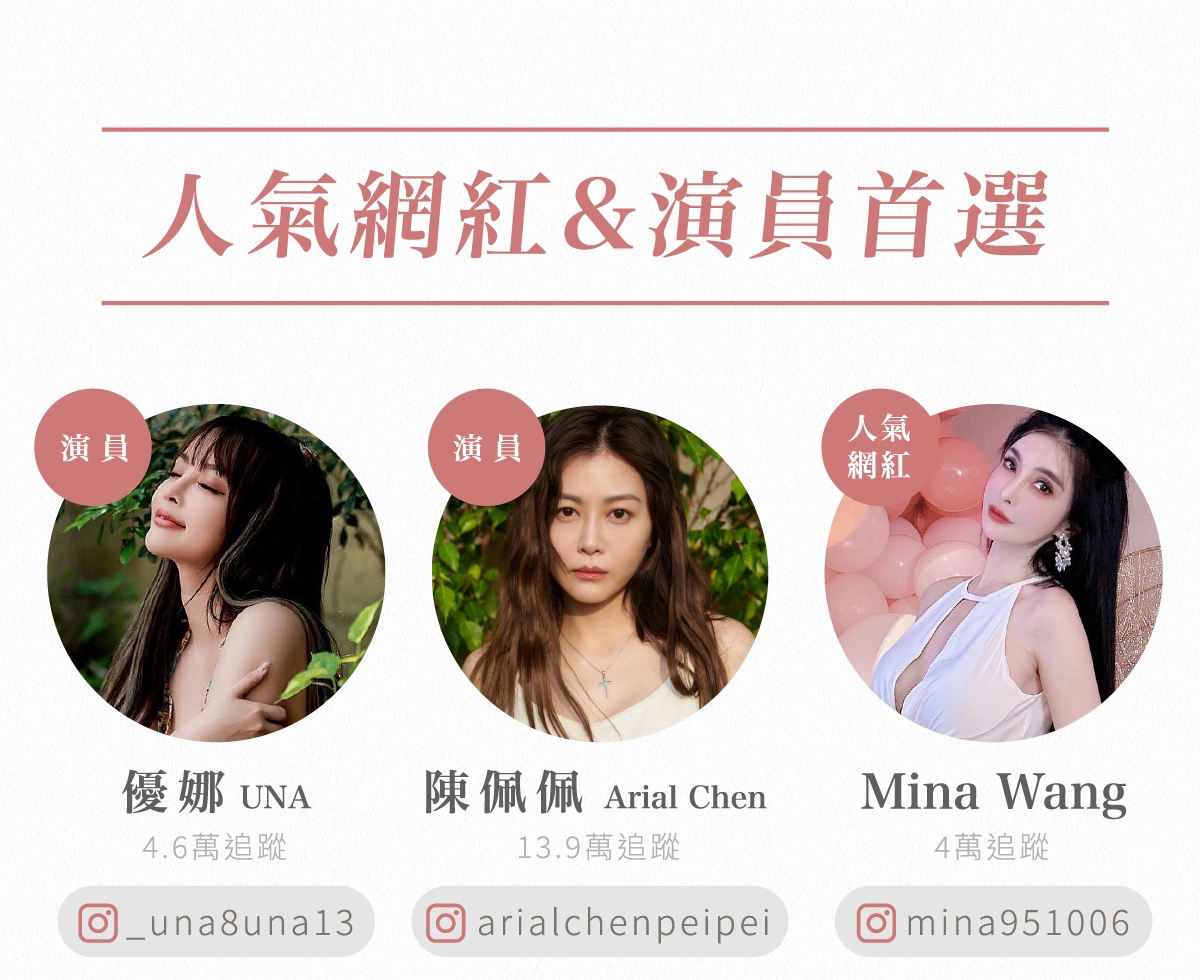 人氣網紅&演員首選
演員
演員
人氣
網紅
優娜 UNA
陳佩佩 Arial Chen
Mina Wang
4.6萬追蹤
13.9萬追蹤
4萬追蹤
_una8una13
arialchenpeipei
mina951006